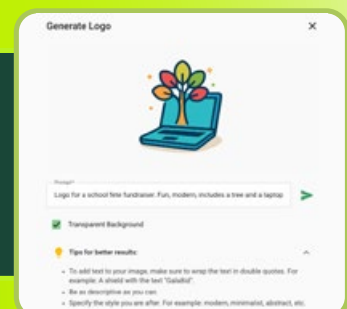 Generate Logo
Prompt*
Logo for a school fete fundraiser. Fun, modern, includes a tree and a laptop
Transparent Background
Tips for better results:
To add text to your image, make sure to wrap the text in double quotes. For
example: A shield with the text "GalaBid".
Be as descriptive as you can.
Specify the style you are after. For example: modern, minimalist, abstract, etc.